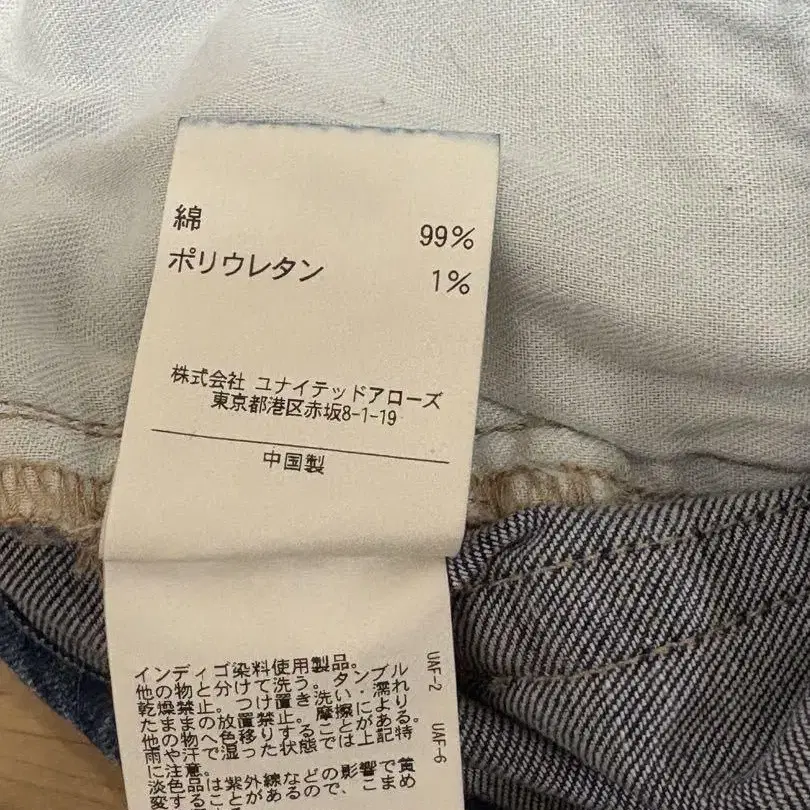 綿 99%
ポリウレタン 1%
株式会社 ユナイテッドアローズ
東京都港区赤坂8-1-19
中国製
インディゴ染料使用製品。
他の物と分けて洗う。タンブル
乾燥禁止。つけ置き洗い・濡れ
たままの放置禁止。摩擦により
他の物へ色移りすることがある。
雨や汗で湿った状態では上記特
に注意。
淡色品は紫外線などの影響で黄
変することがあるので、こまめ
UAF-2
UAF-6